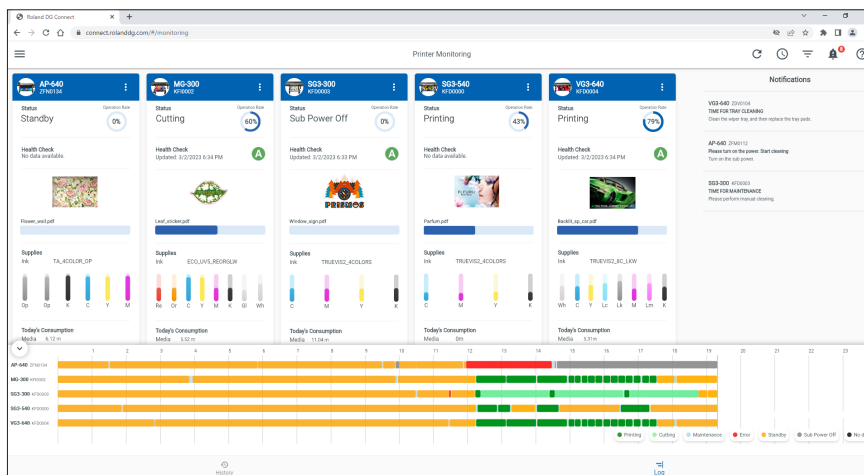 Roland DG Connect
connect.rolanddg.com/#/monitoring
Printer Monitoring
8
AP-640
ZFN0134
Status
Standby
Operation Rate
0%
Health Check
No data available.
Flower_wall.pdf
Supplies
Ink TA_4COLOR_OP
Op Op K C Y M
Today's Consumption
Media 6.12 m
MG-300
KFI0002
Status
Cutting
Operation Rate
60%
Health Check
Updated: 3/2/2023 6:34 PM
A
Leaf_sticker.pdf
Supplies
Ink ECO_UV5_REORGLW
Re Or C Y M K Gl Wh
Today's Consumption
Media 5.52 m
SG3-300
KFD0003
Status
Sub Power Off
Operation Rate
0%
Health Check
Updated: 3/2/2023 6:33 PM
A
PRISMOS
Window_sign.pdf
Supplies
Ink TRUEVIS2_4COLORS
C M Y K
Today's Consumption
Media 11.04 m
SG3-540
KFD0000
Status
Printing
Operation Rate
43%
Health Check
No data available.
Parfum.pdf
Supplies
Ink TRUEVIS2_4COLORS
C M Y K
Today's Consumption
Media 0m
VG3-640
KFD0004
Status
Printing
Operation Rate
79%
Health Check
Updated: 3/2/2023 6:34 PM
A
Backlit_sp_car.pdf
Supplies
Ink TRUEVIS2_8C_LKW
Wh C Y Lc Lk M Lm K
Today's Consumption
Media 5.31m
Notifications
VG3-640 ZSV0104
TIME FOR TRAY CLEANING
Clean the wiper tray, and then replace the tray pads.
AP-640 ZFM0112
Please turn on the power. Start cleaning
Turn on the sub power.
SG3-300 KFD0003
TIME FOR MAINTENANCE
Please perform manual cleaning.
1 2 3 4 5 6 7 8 9 10 11 12 13 14 15 16 17 18 19 20 21 22 23
AP-640 ZFN0134
MG-300 KFI0002
SG3-300 KFD0003
SG3-540 KFD0000
VG3-640 KFD0004
Printing Cutting Maintenance Error Standby Sub Power Off No d
History
Log